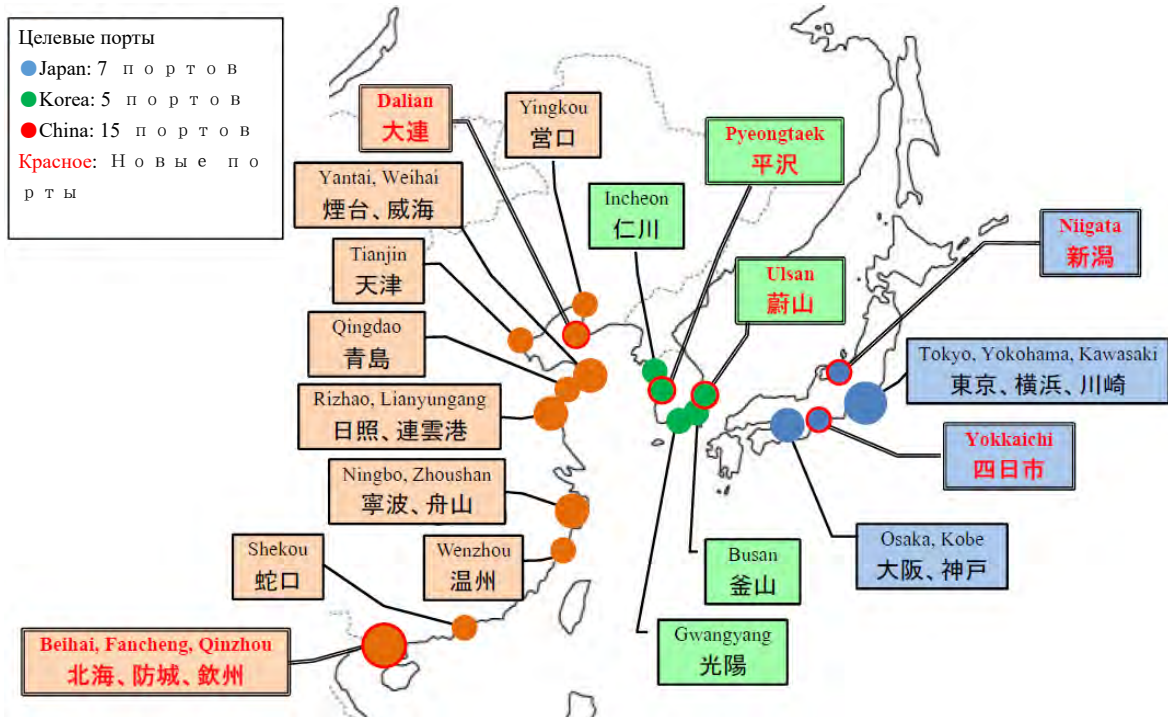 Целевые порты
Japan: 7 портов
Korea: 5 портов
China: 15 портов
Красное: Новые по
рты
Dalian
大連
Yingkou
営口
Pyeongtaek
平沢
Yantai, Weihai
煙台、威海
Incheon
仁川
Niigata
新潟
Tianjin
天津
Ulsan
蔚山
Qingdao
青島
Tokyo, Yokohama, Kawasaki
東京、横浜、川崎
Rizhao, Lianyungang
日照、連雲港
Yokkaichi
四日市
Ningbo, Zhoushan
寧波、舟山
Shekou
蛇口
Wenzhou
温州
Busan
釜山
Osaka, Kobe
大阪、神戸
Beihai, Fancheng, Qinzhou
北海、防城、欽州
Gwangyang
光陽